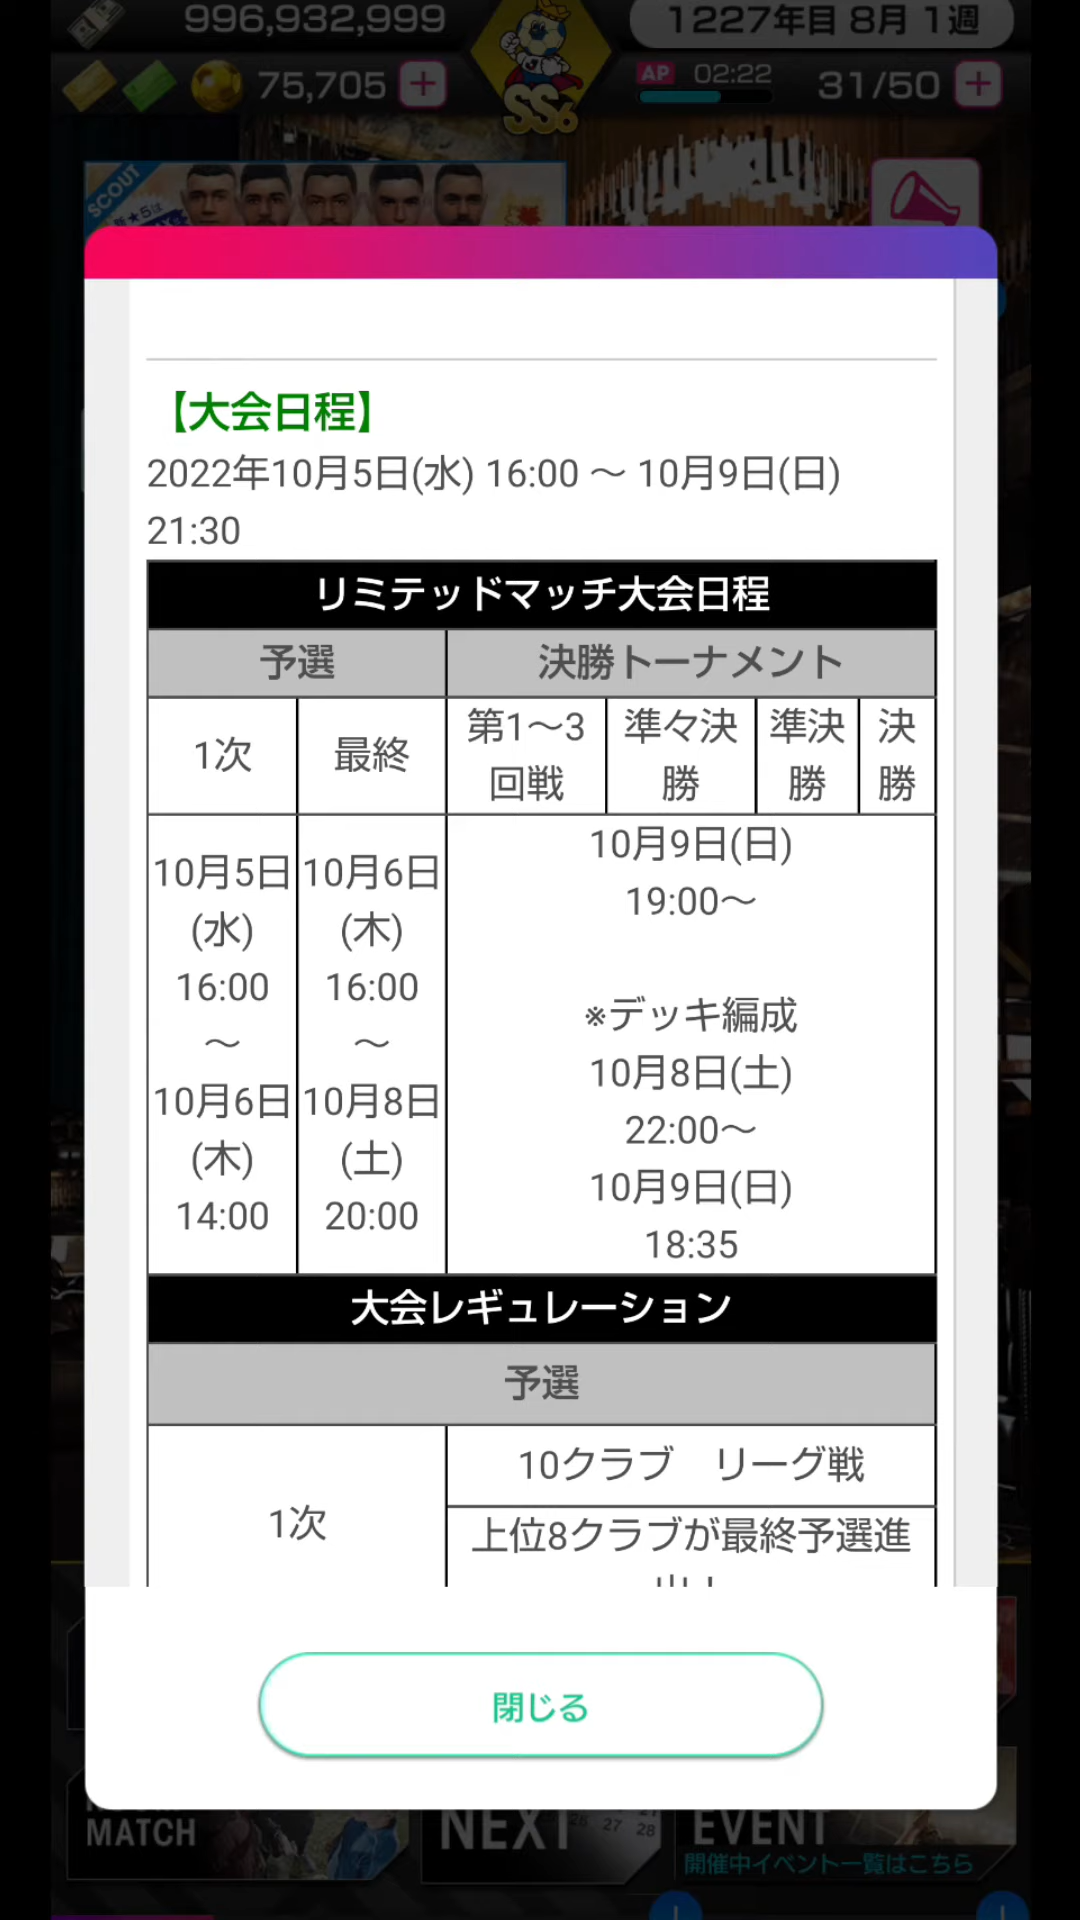 996,932,999
1227年目 8月 1週
75,705
SS6
AP 02:22
31/50
SCOUT
【大会日程】
2022年10月5日(水) 16:00 〜 10月9日(日)
21:30
リミテッドマッチ大会日程
予選
決勝トーナメント
1次
最終
第1〜3
回戦
準々決
勝
準決
勝
決
勝
10月5日
(水)
16:00
〜
10月6日
(木)
14:00
10月6日
(木)
16:00
〜
10月8日
(土)
20:00
10月9日(日)
19:00〜
※デッキ編成
10月8日(土)
22:00〜
10月9日(日)
18:35
大会レギュレーション
予選
1次
10クラブ　リーグ戦
上位8クラブが最終予選進
閉じる
MATCH
NEXT
26 27 28
EVENT
開催中イベント一覧はこちら